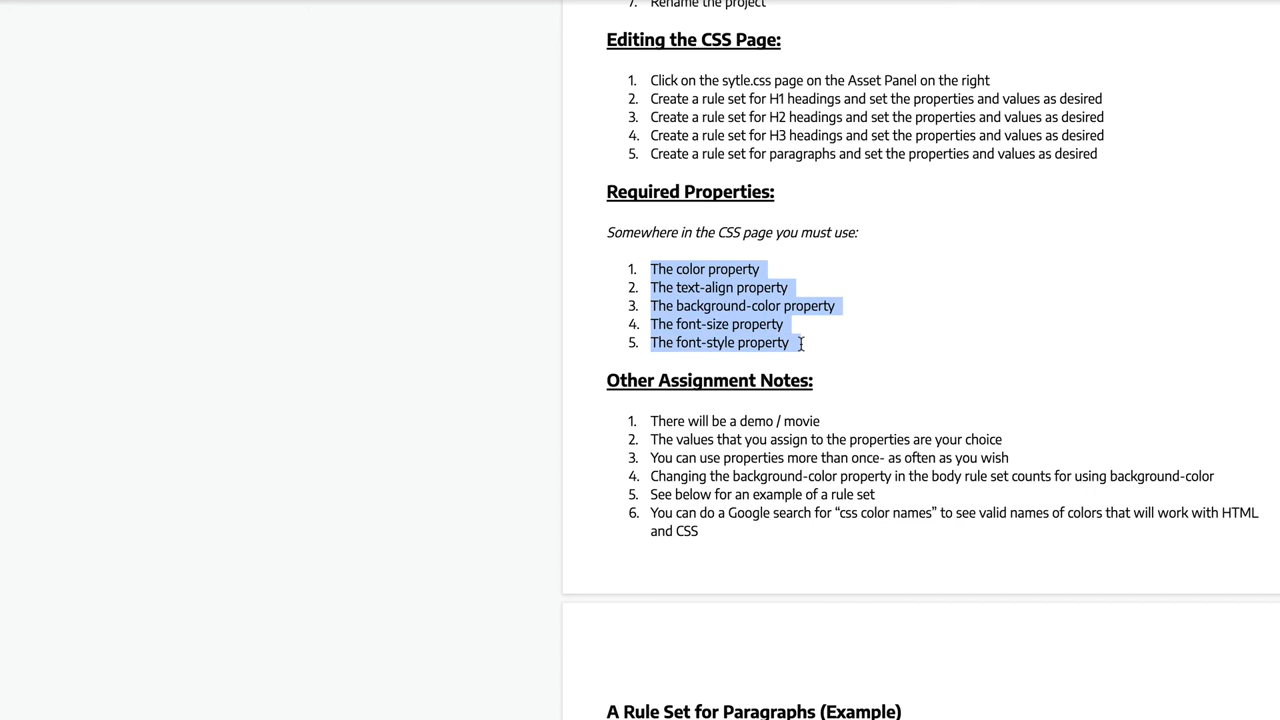 7. Rename the project
Editing the CSS Page:
1. Click on the sytle.css page on the Asset Panel on the right
2. Create a rule set for H1 headings and set the properties and values as desired
3. Create a rule set for H2 headings and set the properties and values as desired
4. Create a rule set for H3 headings and set the properties and values as desired
5. Create a rule set for paragraphs and set the properties and values as desired
Required Properties:
Somewhere in the CSS page you must use:
1. The color property
2. The text-align property
3. The background-color property
4. The font-size property
5. The font-style property
Other Assignment Notes:
1. There will be a demo / movie
2. The values that you assign to the properties are your choice
3. You can use properties more than once- as often as you wish
4. Changing the background-color property in the body rule set counts for using background-color
5. See below for an example of a rule set
6. You can do a Google search for “css color names” to see valid names of colors that will work with HTML
and CSS
A Rule Set for Paragraphs (Example)